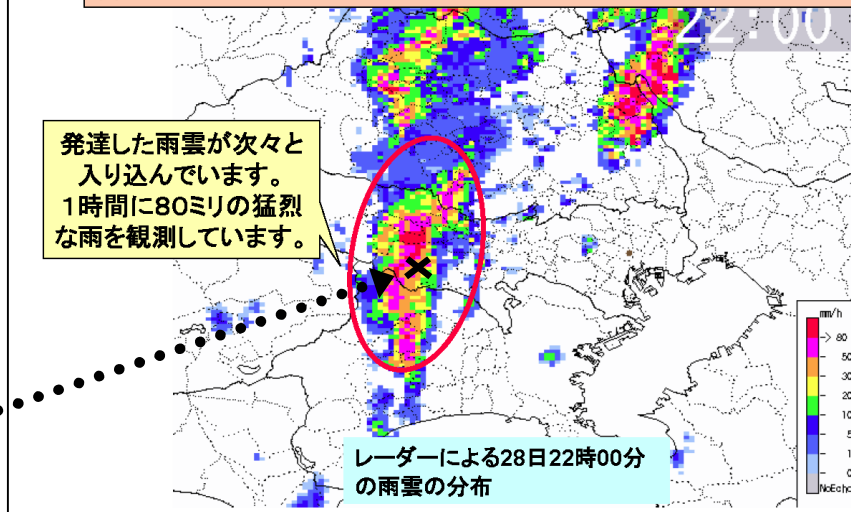 22:00
発達した雨雲が次々と
入り込んでいます。
1時間に80ミリの猛烈
な雨を観測しています。
mm/h
80
50
30
20
10
5
1
0
NoEcho
レーダーによる28日22時00分
の雨雲の分布